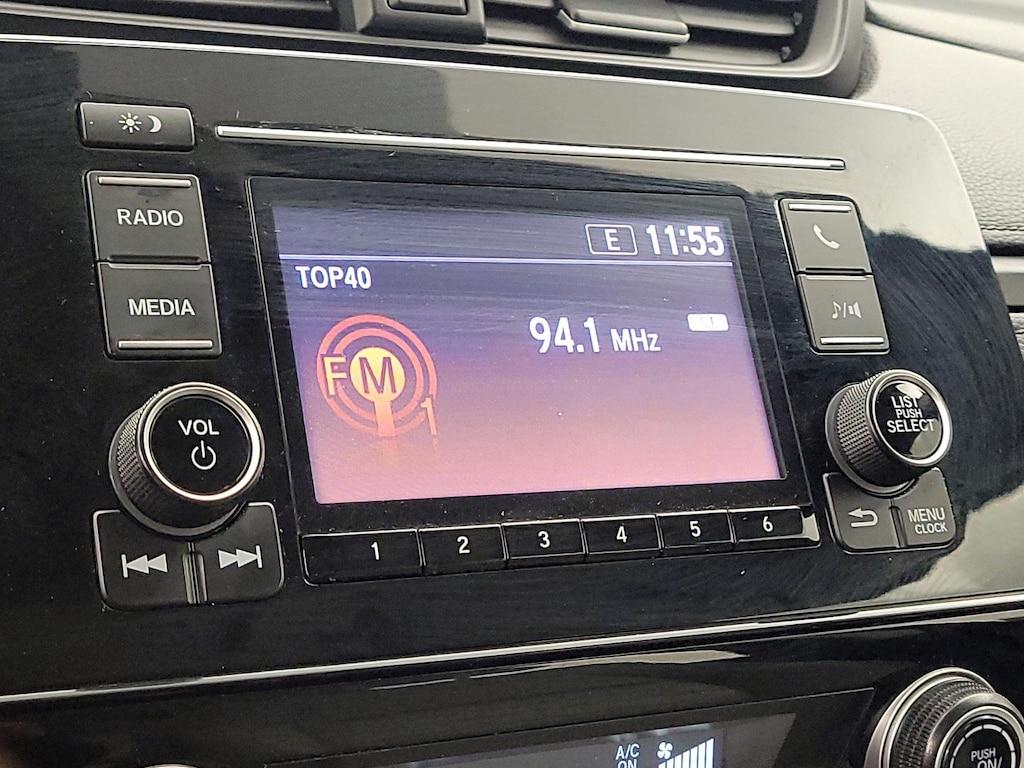 RADIO
MEDIA
VOL
E 11:55
TOP40
94.1 MHz
FM
1
1 2 3 4 5 6
LIST
PUSH
SELECT
MENU
CLOCK
A/C
ON
PUSH
ON/